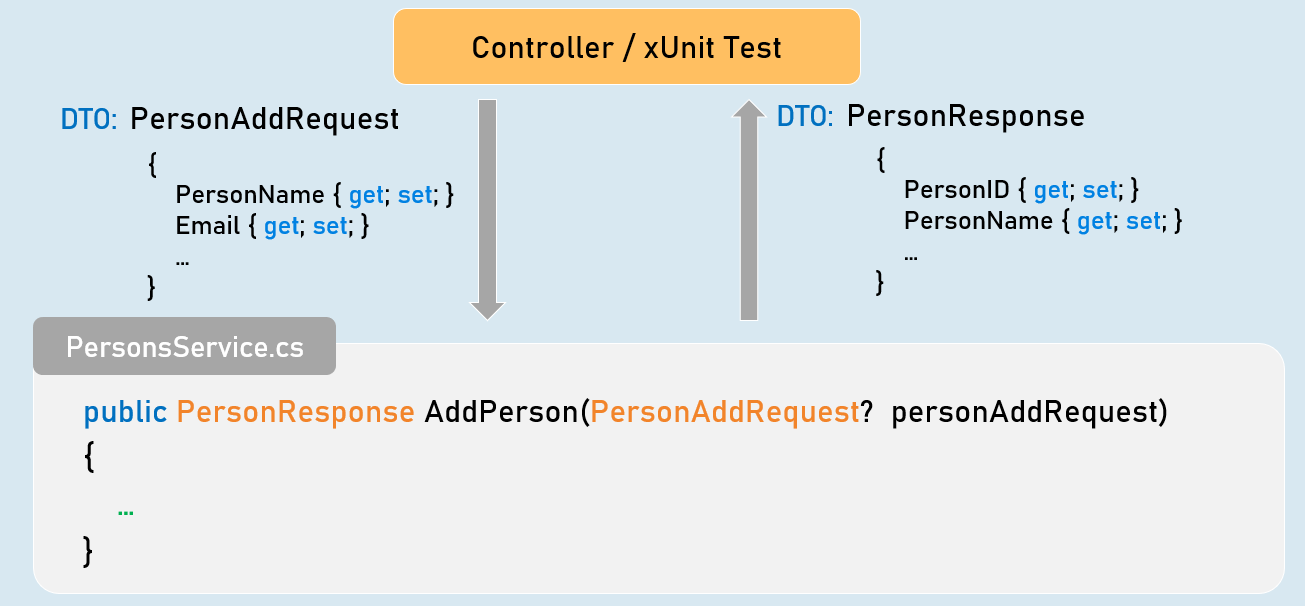 Controller / xUnit Test
DTO: PersonAddRequest
{
PersonName { get; set; }
Email { get; set; }
...
}
DTO: PersonResponse
{
PersonID { get; set; }
PersonName { get; set; }
...
}
PersonsService.cs
public PersonResponse AddPerson(PersonAddRequest? personAddRequest)
{
...
}